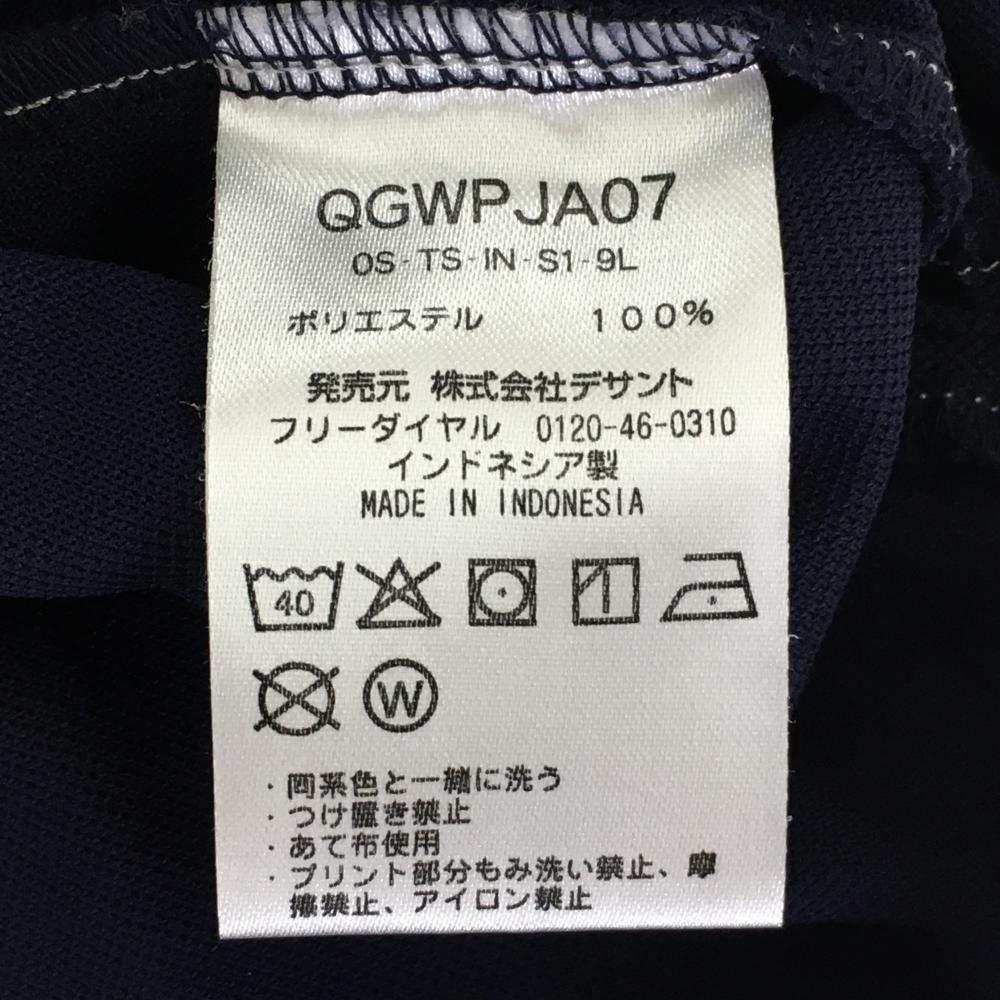 QGWPJA07
OS-TS-IN-S1-9L
ポリエステル 100%
発売元 株式会社デサント
フリーダイヤル 0120-46-0310
インドネシア製
MADE IN INDONESIA
40
W
・同系色と一緒に洗う
・つけ置き禁止
・あて布使用
・プリント部分もみ洗い禁止、摩
擦禁止、アイロン禁止